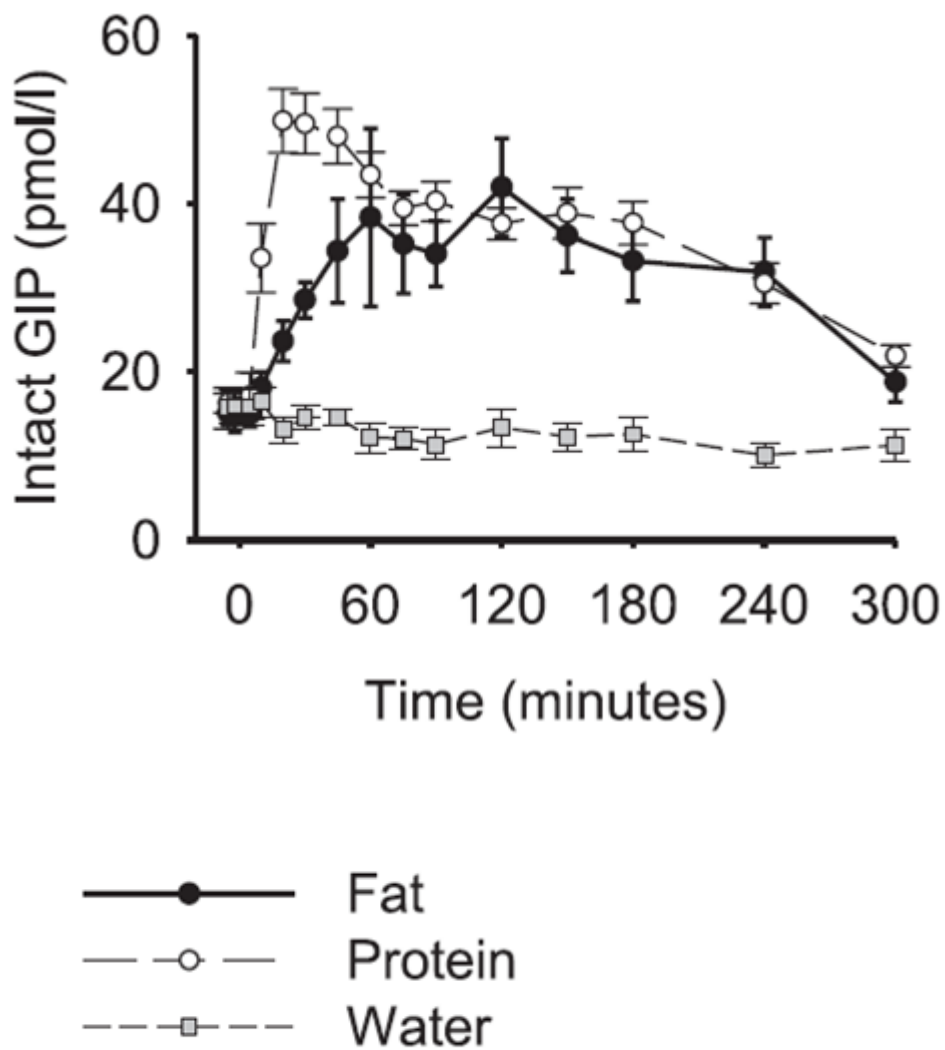 60
40
20
0
Intact GIP (pmol/l)
0 60 120 180 240 300
Time (minutes)
Fat
Protein
Water